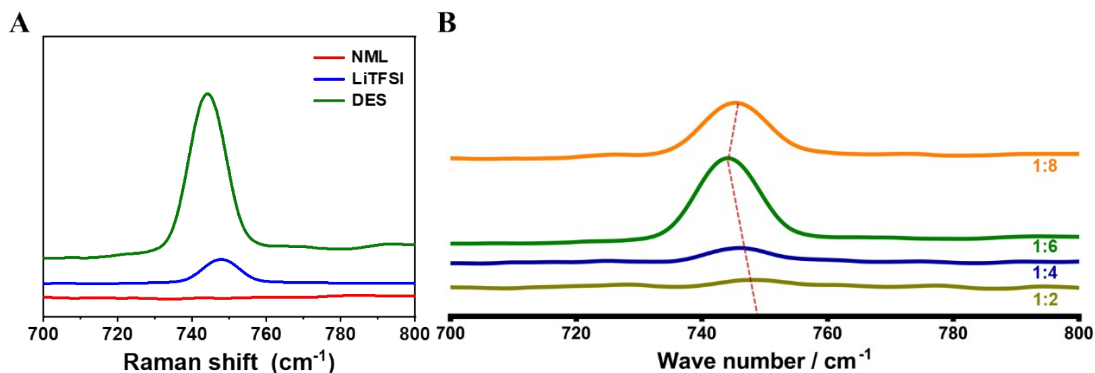 A
NML
LiTFSI
DES
700 720 740 760 780 800
Raman shift (cm⁻¹)
B
1:8
1:6
1:4
1:2
700 720 740 760 780 800
Wave number / cm⁻¹